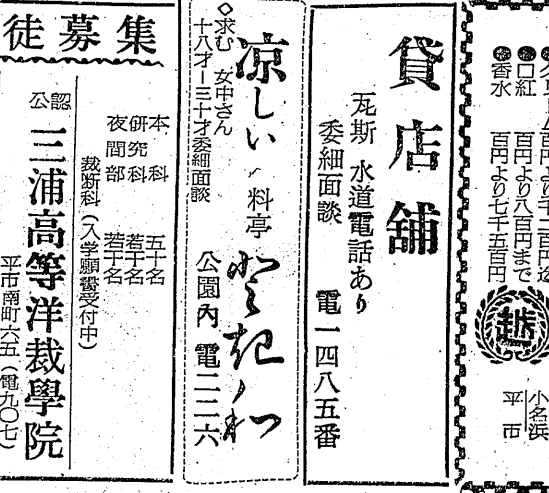 口紅 百円より八百円まで
香水 百円より七千五百円
小名浜
平市
貸店舗
瓦斯 水道 電話あり
委細面談
電一四八五番
涼しい 料亭
公園内 電二二六
◇求む 女中さん
十八才ー三十才委細面談
徒募集
本科 五十名
研究科 若干名
夜間部 若干名
裁断科(入学願書受付中)
認公 三浦高等洋裁學院
平市南町六五(電九〇七)